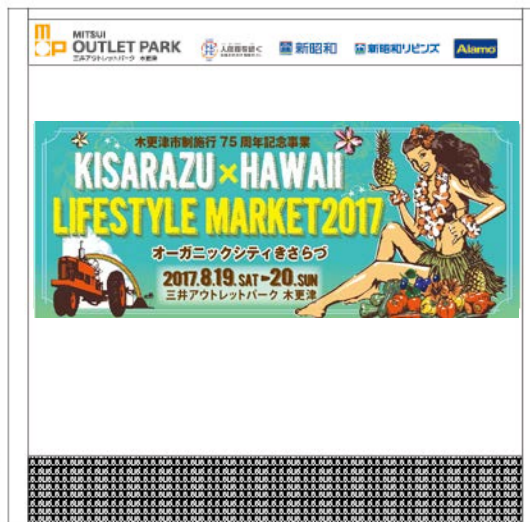 MITSUI
OUTLET PARK
三井アウトレットパーク 木更津
新昭和
新昭和リビンズ
Alamo
木更津市制施行75周年記念事業
KISARAZU×HAWAII
LIFESTYLE MARKET2017
オーガニックシティきさらづ
2017.8.19.SAT-20.SUN
三井アウトレットパーク 木更津